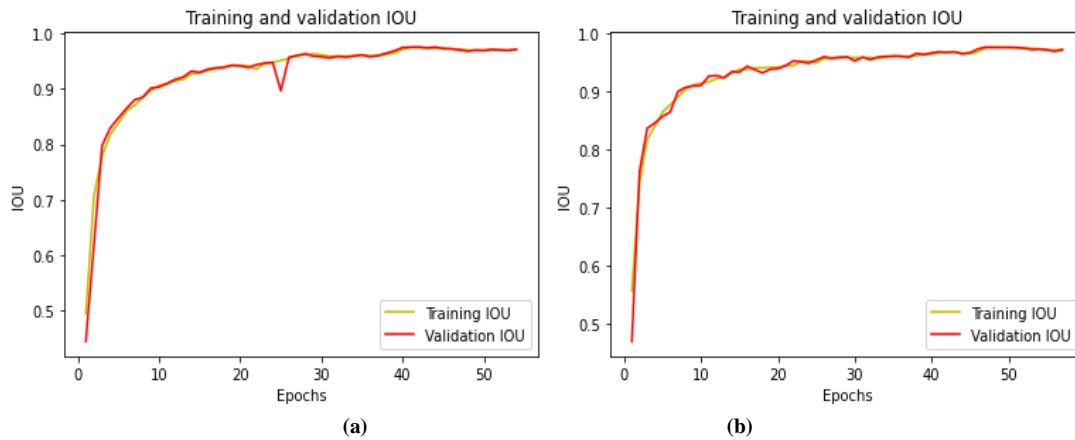 Training and validation IOU
1.0
0.9
0.8
0.7
0.6
0.5
IOU
0
10
20
30
40
50
Epochs
Training IOU
Validation IOU
(a)
Training and validation IOU
1.0
0.9
0.8
0.7
0.6
0.5
IOU
0
10
20
30
40
50
Epochs
Training IOU
Validation IOU
(b)